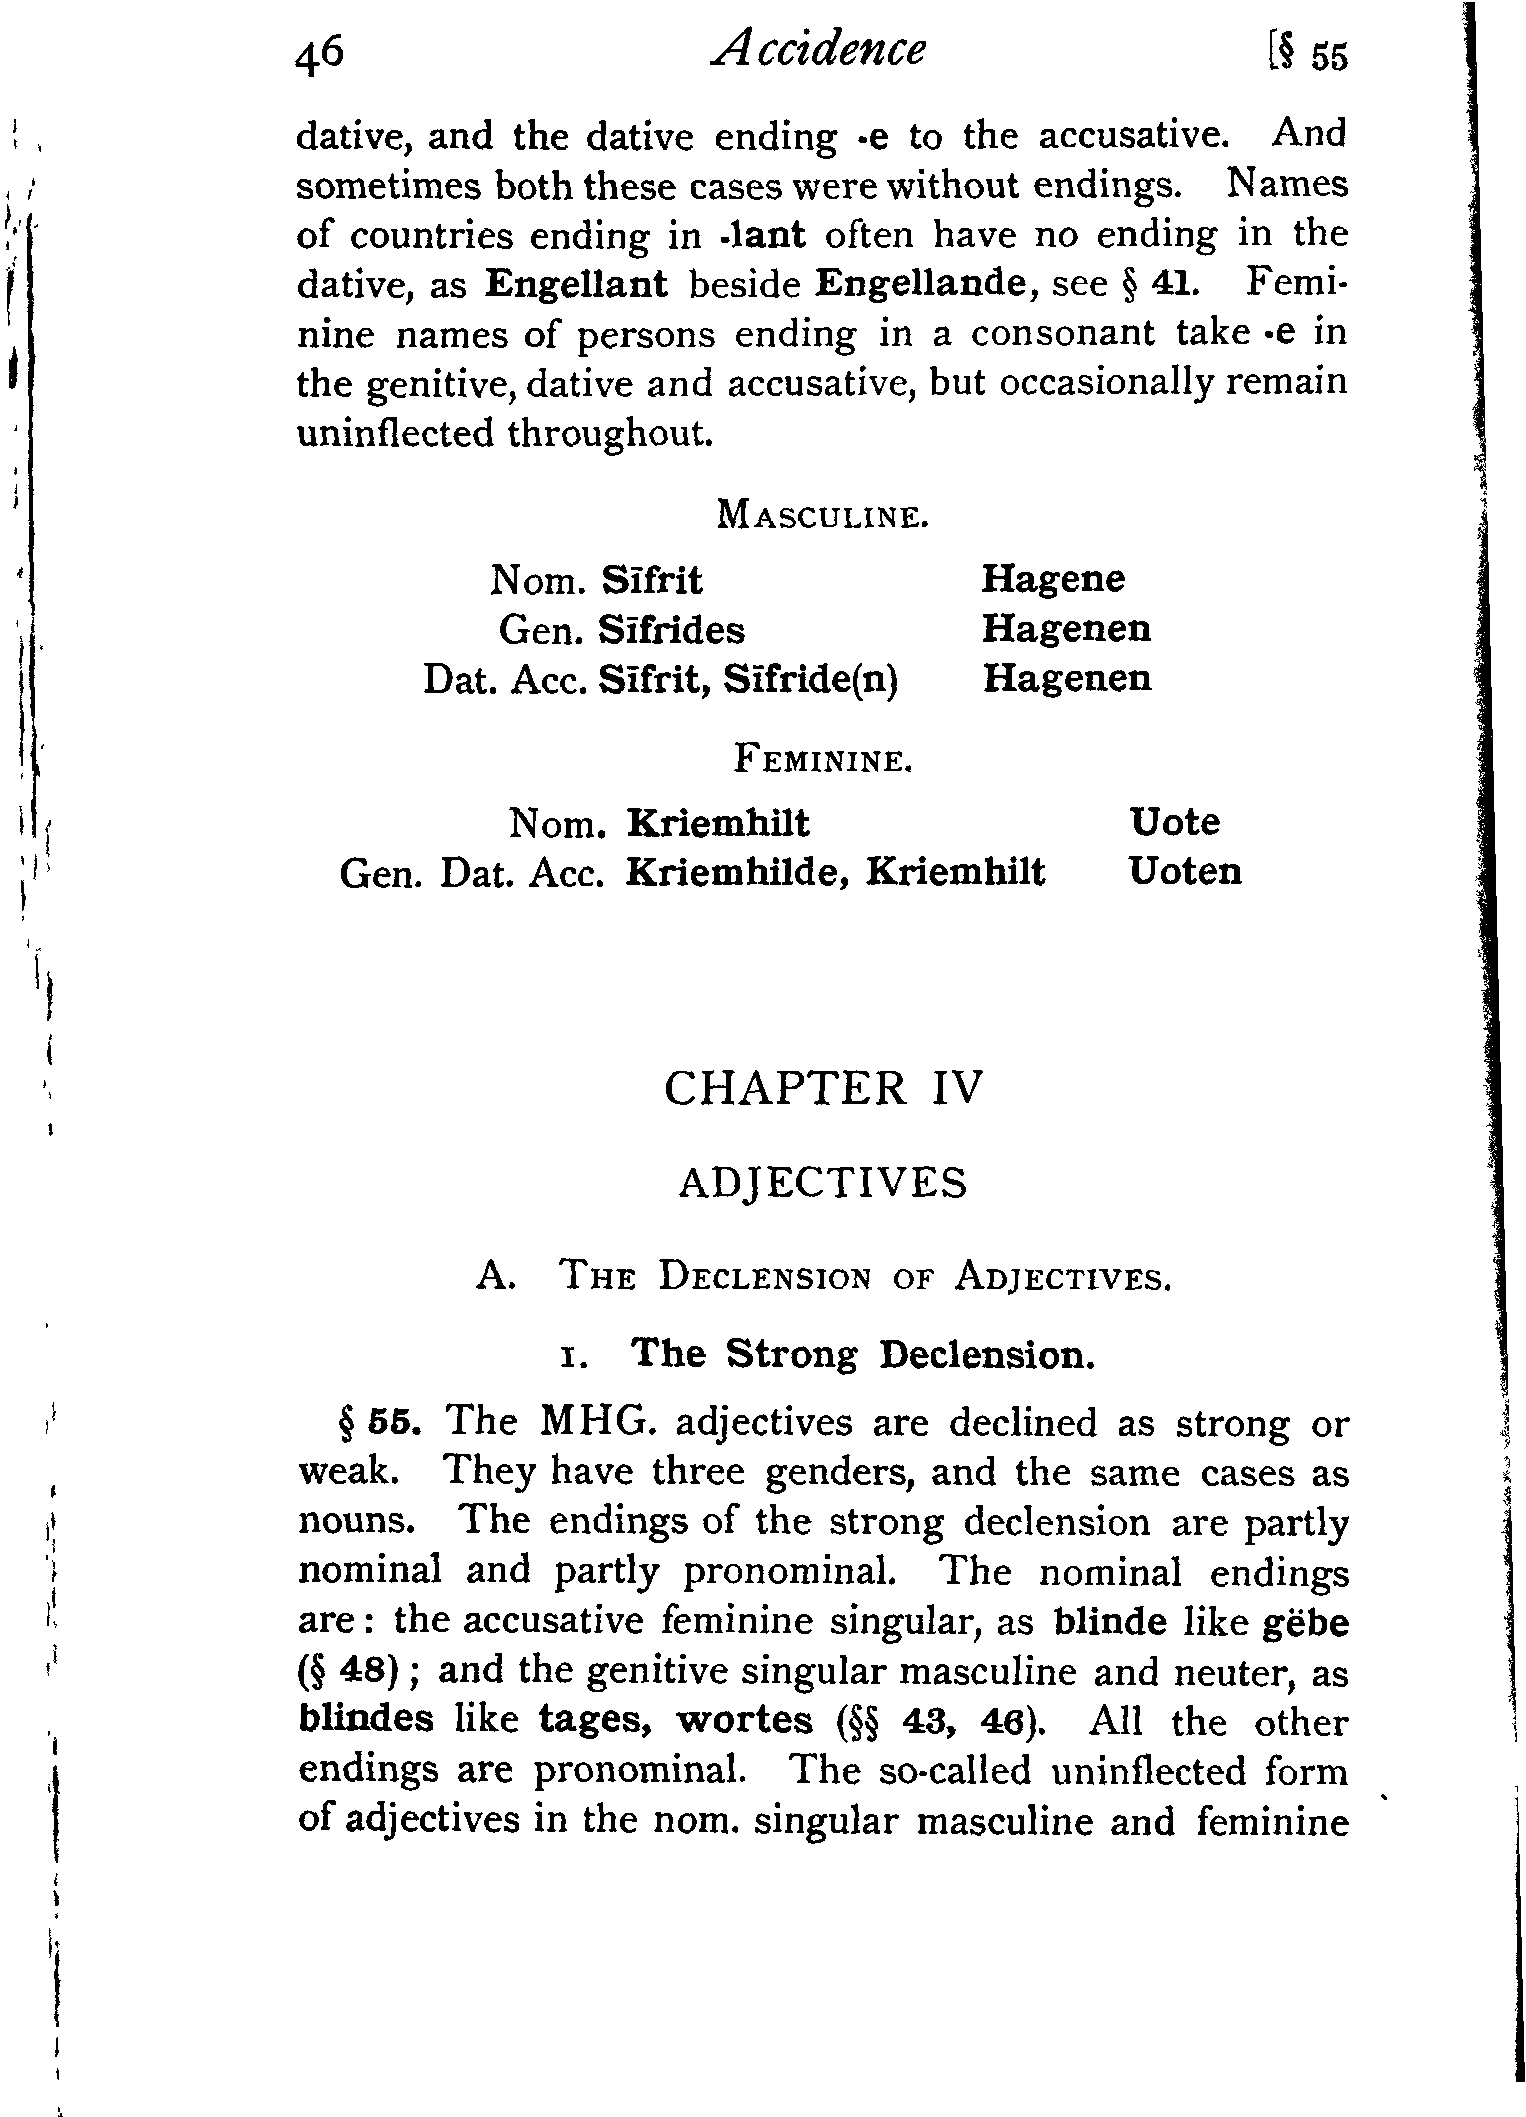 46 Accidence [§ 55
dative, and the dative ending -e to the accusative. And
sometimes both these cases were without endings. Names
of countries ending in -lant often have no ending in the
dative, as Engellant beside Engellande, see § 41. Femi-
nine names of persons ending in a consonant take -e in
the genitive, dative and accusative, but occasionally remain
uninflected throughout.
MASCULINE.
Nom. Sīfrit Hagene
Gen. Sīfrides Hagenen
Dat. Acc. Sīfrit, Sīfride(n) Hagenen
FEMININE.
Nom. Kriemhilt Uote
Gen. Dat. Acc. Kriemhilde, Kriemhilt Uoten
CHAPTER IV
ADJECTIVES
A. THE DECLENSION OF ADJECTIVES.
1. The Strong Declension.
§ 55. The MHG. adjectives are declined as strong or
weak. They have three genders, and the same cases as
nouns. The endings of the strong declension are partly
nominal and partly pronominal. The nominal endings
are : the accusative feminine singular, as blinde like gëbe
(§ 48) ; and the genitive singular masculine and neuter, as
blindes like tages, wortes (§§ 43, 46). All the other
endings are pronominal. The so-called uninflected form
of adjectives in the nom. singular masculine and feminine